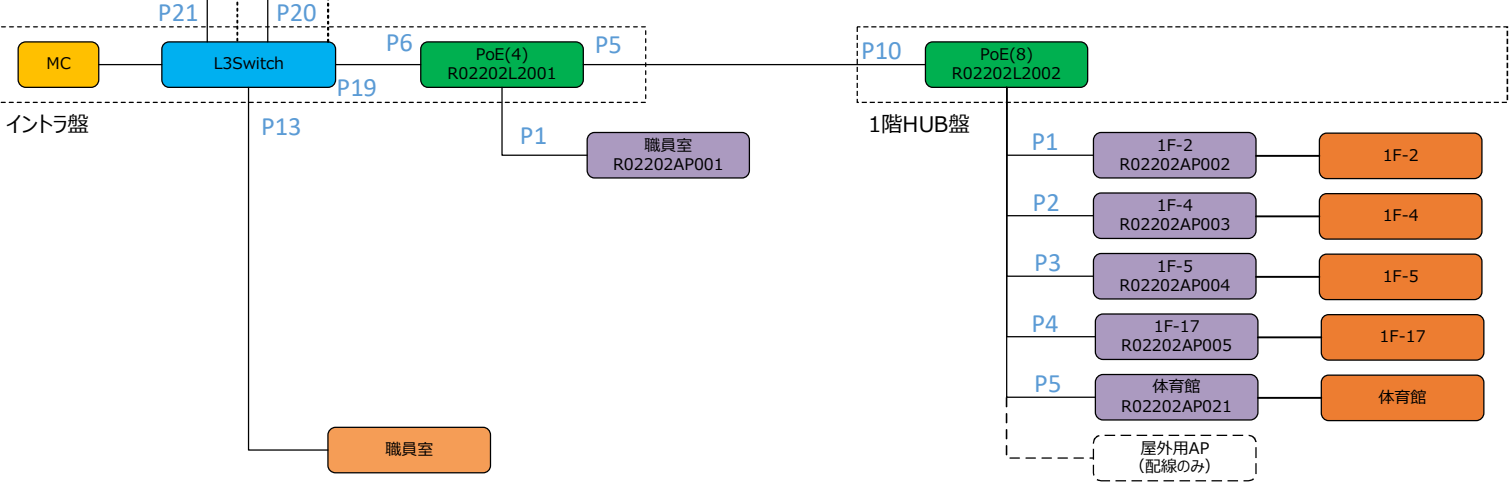 P21
P20
MC
L3Switch
P6
PoE(4)
R02202L2001
P5
P10
PoE(8)
R02202L2002
P19
イントラ盤
P13
P1
職員室
R02202AP001
1階HUB盤
P1
1F-2
R02202AP002
1F-2
P2
1F-4
R02202AP003
1F-4
P3
1F-5
R02202AP004
1F-5
P4
1F-17
R02202AP005
1F-17
P5
体育館
R02202AP021
体育館
職員室
屋外用AP
（配線のみ）